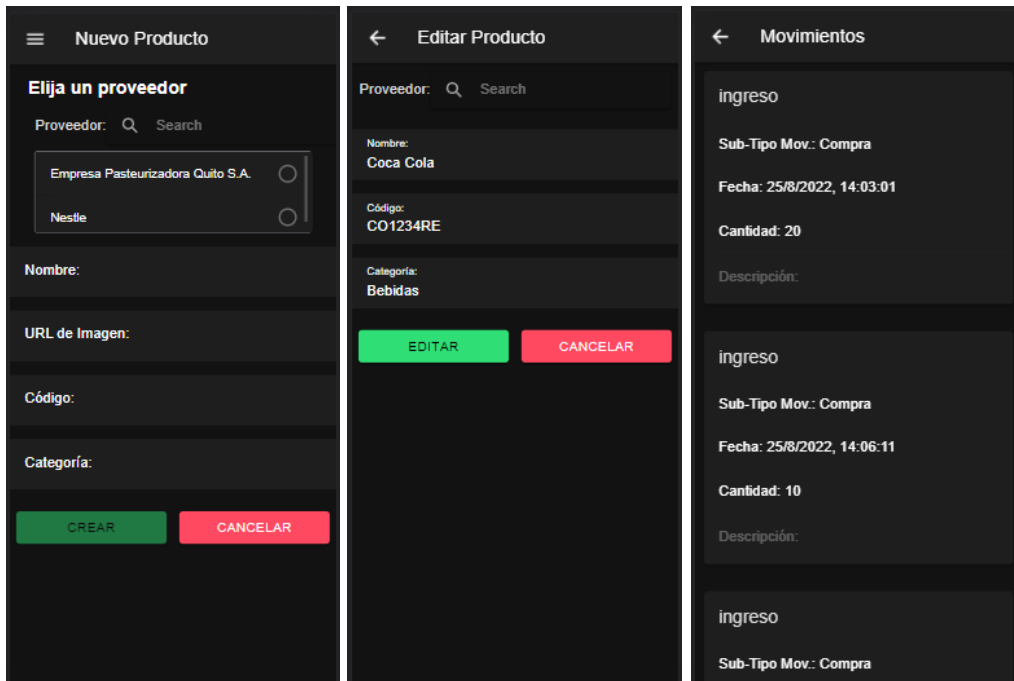 Nuevo Producto
Elija un proveedor
Proveedor: Search
Empresa Pasteurizadora Quito S.A.
Nestle
Nombre:
URL de Imagen:
Código:
Categoría:
CREAR CANCELAR
Editar Producto
Proveedor: Search
Nombre:
Coca Cola
Código:
CO1234RE
Categoría:
Bebidas
EDITAR CANCELAR
Movimientos
ingreso
Sub-Tipo Mov.: Compra
Fecha: 25/8/2022, 14:03:01
Cantidad: 20
Descripción:
ingreso
Sub-Tipo Mov.: Compra
Fecha: 25/8/2022, 14:06:11
Cantidad: 10
Descripción:
ingreso
Sub-Tipo Mov.: Compra